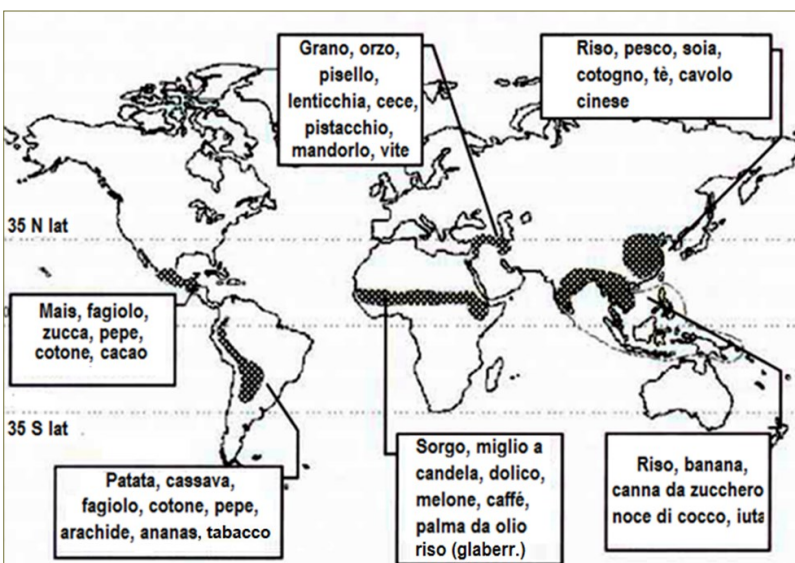 Grano, orzo,
pisello,
lenticchia, cece,
pistacchio,
mandorlo, vite
Riso, pesco, soia,
cotogno, tè, cavolo
cinese
35 N lat
Mais, fagiolo,
zucca, pepe,
cotone, cacao
0
35 S lat
Patata, cassava,
fagiolo, cotone, pepe,
arachide, ananas, tabacco
Sorgo, miglio a
candela, dolico,
melone, caffé,
palma da olio
riso (glaberr.)
Riso, banana,
canna da zucchero
noce di cocco, iuta